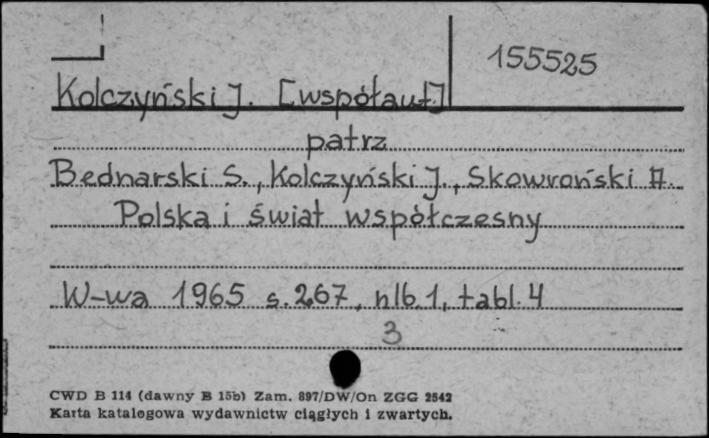 155525
Kolczyński J. [współaut.]
patrz
Bednarski S., Kolczyński J., Skowroński A.
Polska i świat współczesny
W-wa 1965 s. 267, nlb. 1, tabl. 4
3
CWD B 114 (dawny B 15b) Zam. 897/DW/On ZGG 2542
Karta katalogowa wydawnictw ciągłych i zwartych.